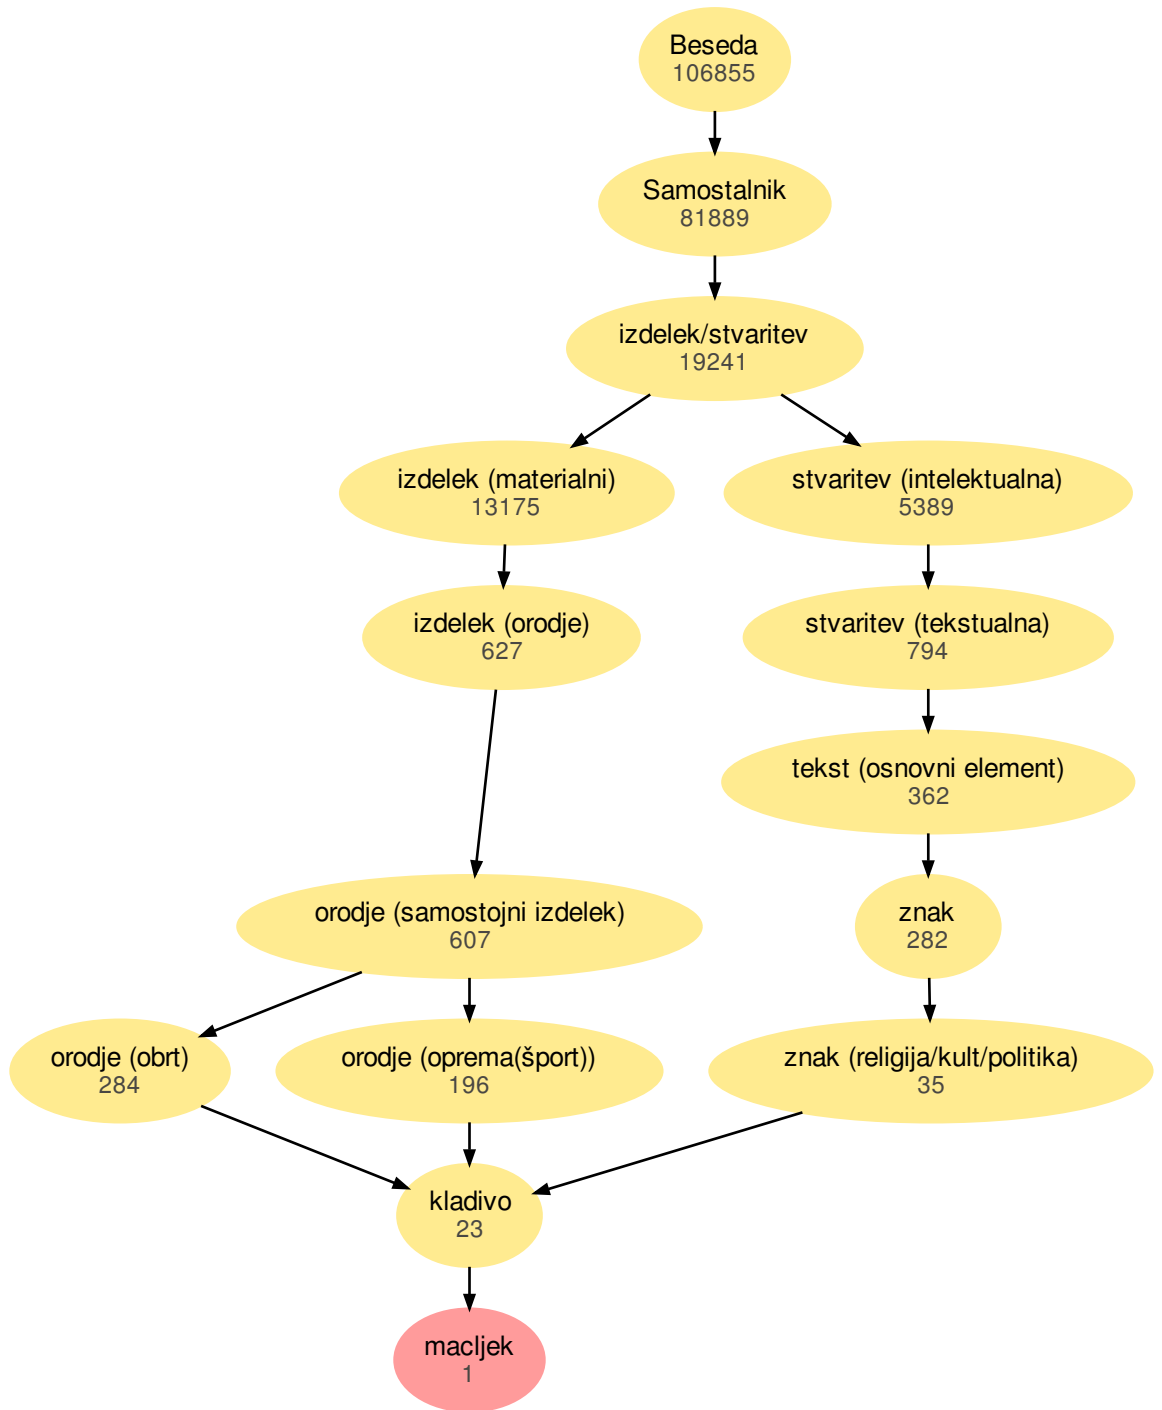 Beseda
106855
Samostalnik
81889
izdelek/stvaritev
19241
izdelek (materialni)
13175
stvaritev (intelektualna)
5389
izdelek (orodje)
627
stvaritev (tekstualna)
794
tekst (osnovni element)
362
orodje (samostojni izdelek)
607
znak
282
orodje (obrt)
284
orodje (oprema(šport))
196
znak (religija/kult/politika)
35
kladivo
23
macljek
1